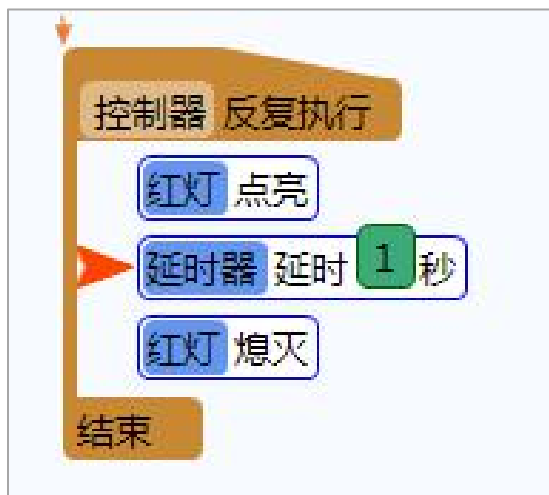 控制器 反复执行
红灯 点亮
延时器 延时 1 秒
红灯 熄灭
结束